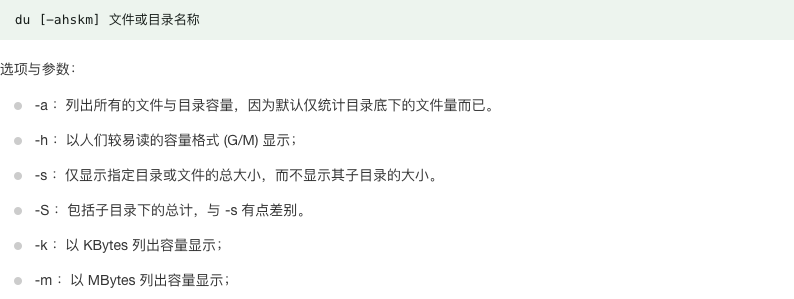 du [-ahskm] 文件或目录名称
选项与参数：
-a： 列出所有的文件与目录容量，因为默认仅统计目录底下的文件量而已。
-h： 以人们较易读的容量格式 (G/M) 显示；
-s： 仅显示指定目录或文件的总大小，而不显示其子目录的大小。
-S： 包括子目录下的总计，与 -s 有点差别。
-k： 以 KBytes 列出容量显示；
-m： 以 MBytes 列出容量显示；